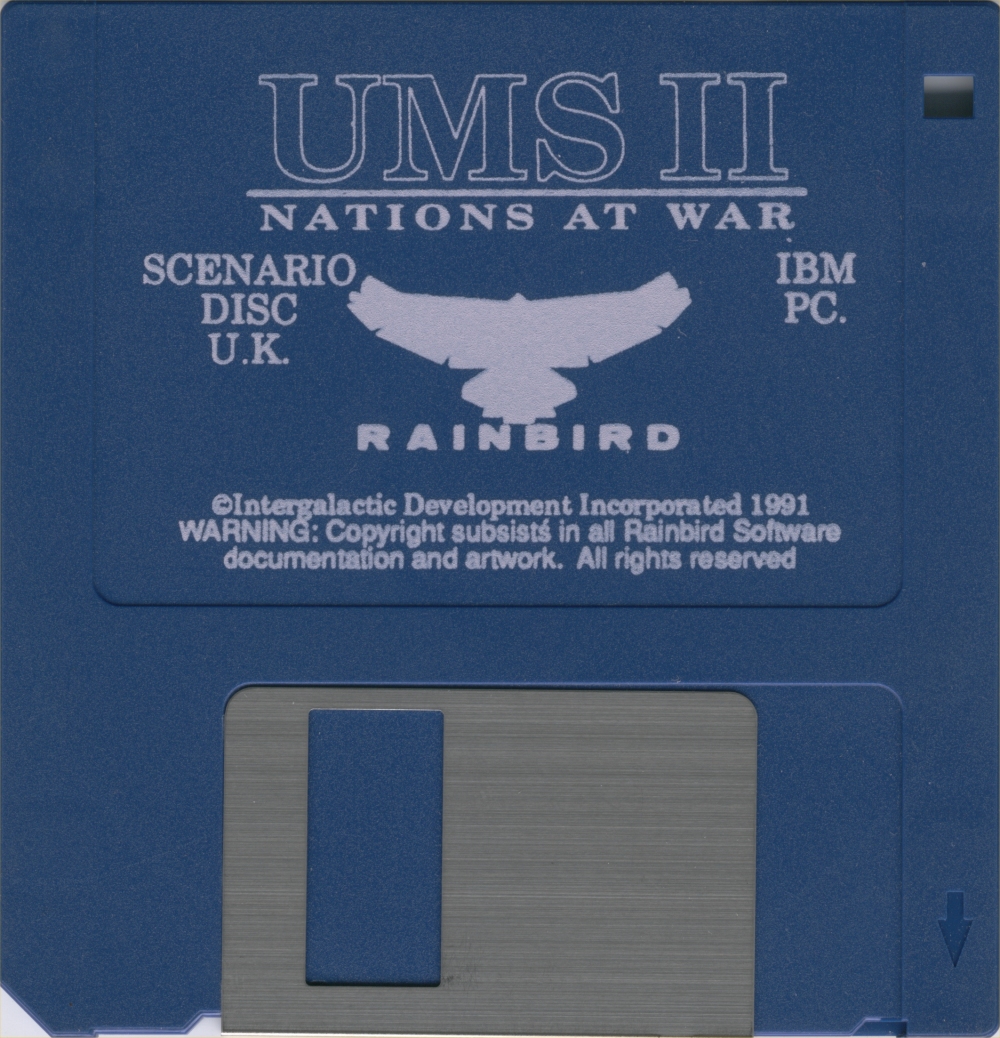 UMS II
NATIONS AT WAR
SCENARIO
DISC
U.K.
IBM
PC.
RAINBIRD
©Intergalactic Development Incorporated 1991
WARNING: Copyright subsists in all Rainbird Software
documentation and artwork. All rights reserved